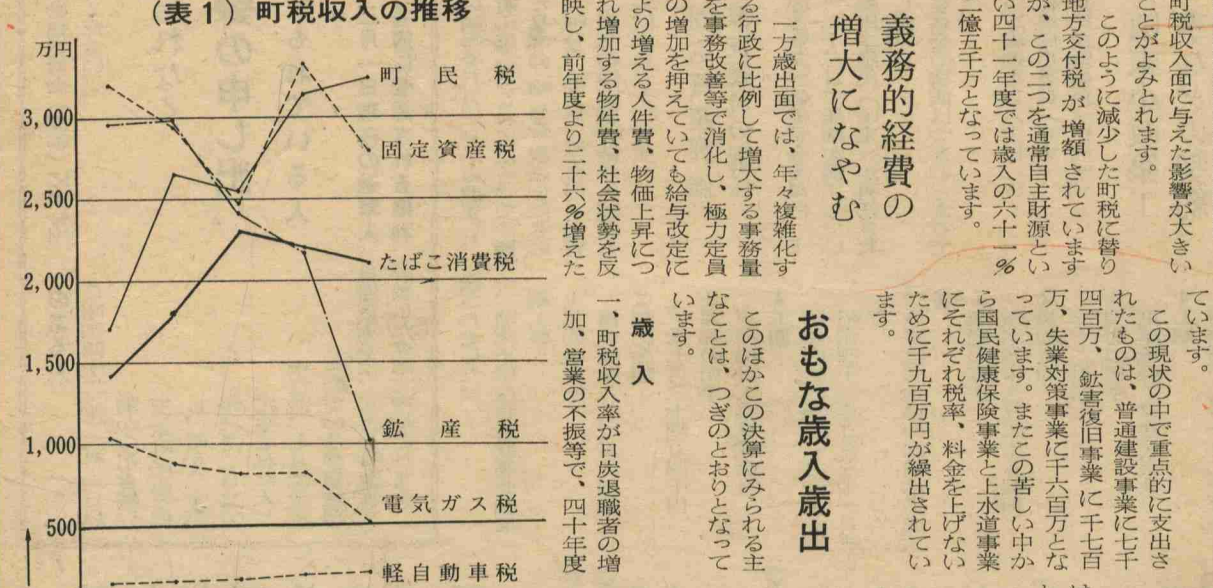 町税収入面に与えた影響が大きい
ことがよみとれます。
このように減少した町税に替り
地方交付税が増額されています
が、この二つを通常自主財源とい
い四十一年度では歳入の六十一%
二億五千万となっています。
義務的経費の
増大になやむ
一方歳出面では、年々複雑化す
る行政に比例して増大する事務量
を事務改善等で消化し、極力定員
の増加を押えていても給与改定に
より増える人件費、物価上昇につ
れ増加する物件費、社会状勢を反
映し、前年度より二十六%増えた
ています。
この現状の中で重点的に支出さ
れたものは、普通建設事業に七千
四百万、鉱害復旧事業に千七百
万、失業対策事業に千六百万とな
っています。またこの苦しい中か
ら国民健康保険事業と上水道事業
にそれぞれ税率、料金を上げない
ために千九百万円が繰出されてい
ます。
おもな歳入歳出
このほかこの決算にみられる主
なことは、つぎのとおりとなって
います。
歳入
一、町税収入率が日炭退職者の増
加、営業の不振等で、四十年度
(表1)町税収入の推移
万円
3,000
2,500
2,000
1,500
1,000
500
町民税
固定資産税
たばこ消費税
鉱産税
電気ガス税
軽自動車税